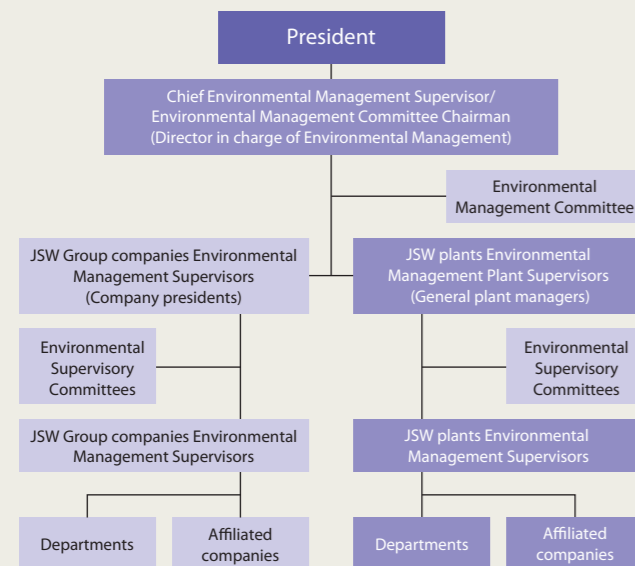 President
Chief Environmental Management Supervisor/
Environmental Management Committee Chairman
(Director in charge of Environmental Management)
Environmental
Management Committee
JSW Group companies Environmental
Management Supervisors
(Company presidents)
JSW plants Environmental
Management Plant Supervisors
(General plant managers)
Environmental
Supervisory
Committees
Environmental
Supervisory
Committees
JSW Group companies Environmental
Management Supervisors
JSW plants Environmental
Management Supervisors
Departments
Affiliated
companies
Departments
Affiliated
companies